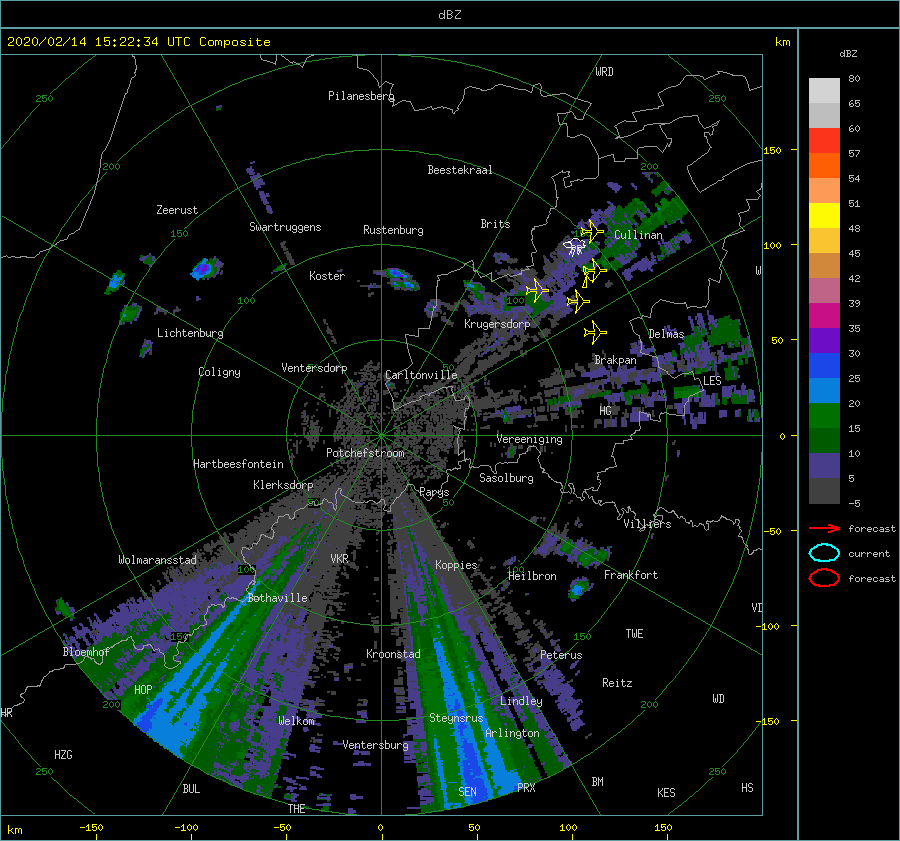 dBZ
2020/02/14 15:22:34 UTC Composite
km
dBZ
WRD
80
250
Pilanesberg
250
65
60
150
57
200
Beestekraal
200
54
Zeerust
51
Swartruggens
Brits
150
Rustenburg
Cullinan
48
100
45
Koster
W
42
100
100
39
Krugersdorp
35
Lichtenburg
Delmas
50
30
Brakpan
Coligny
Ventersdorp
Carltonville
LES
25
20
HG
15
Vereeniging
0
10
Potchefstroom
Hartbeesfontein
Sasolburg
5
Klerksdorp
Parys
50
50
-5
Villiers
forecast
-50
current
VKR
Wolmaransstad
Koppies
100
100
Heilbron
Frankfort
forecast
Bothaville
VD
-100
150
150
TWE
Bloemhof
Kroonstad
Peterus
Reitz
HOP
WD
Lindley
200
200
HR
Welkom
Steynsrus
-150
Arlington
Ventersburg
HZG
250
250
BM
BUL
SEN
PRX
KES
HS
THE
km
-150
-100
-50
0
50
100
150